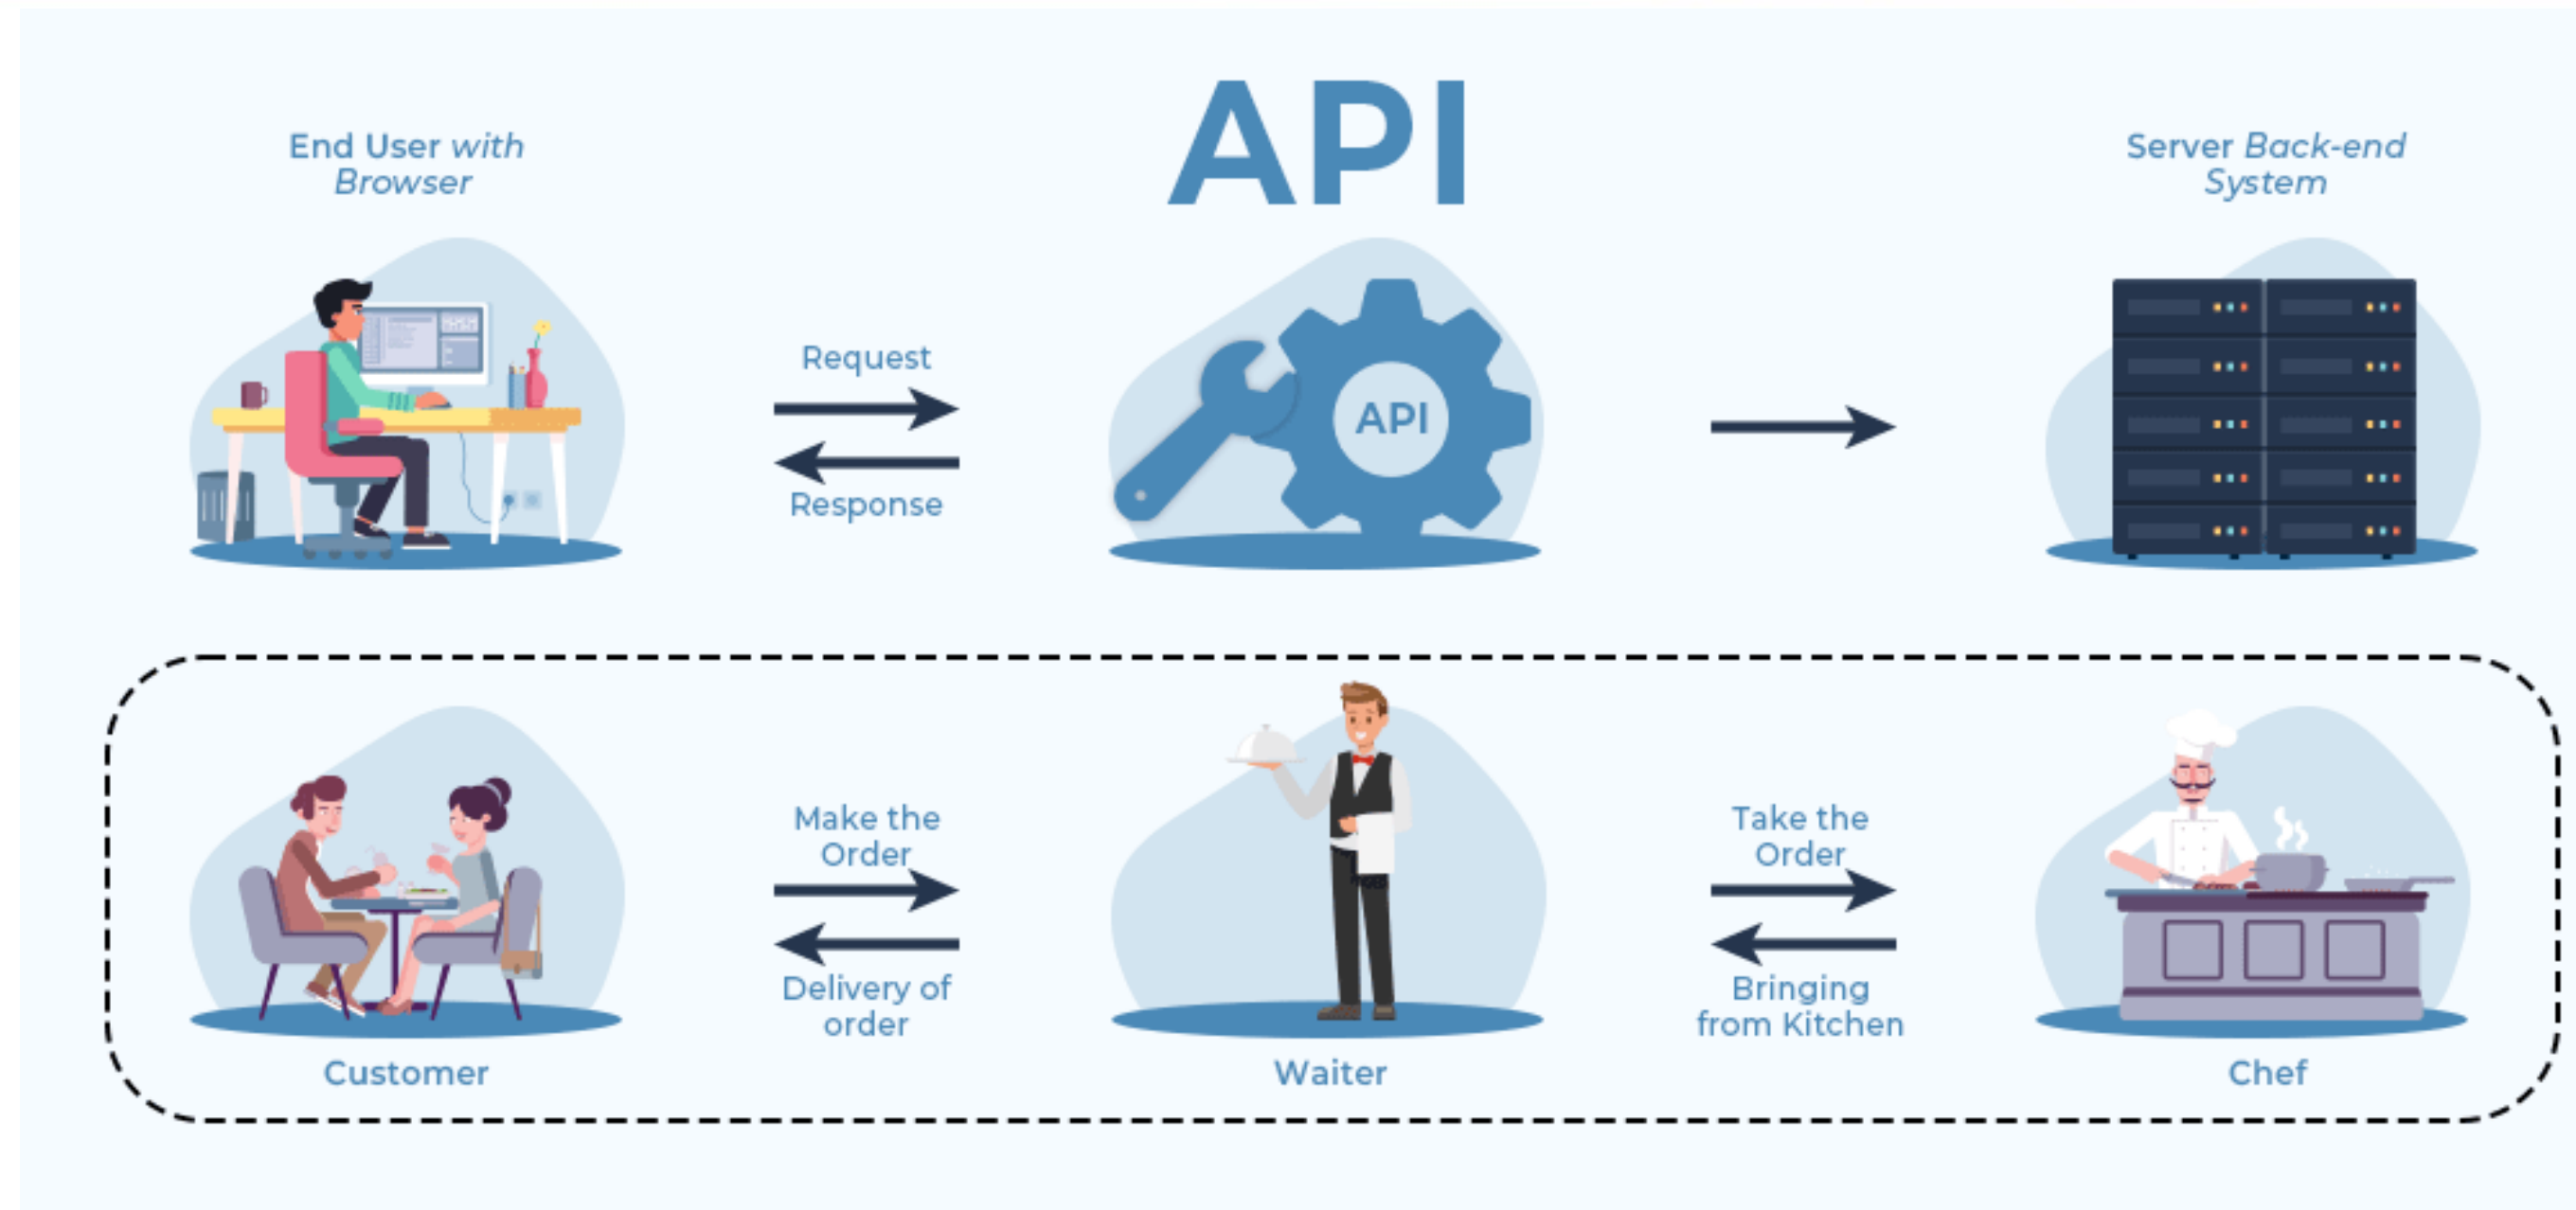 API
End User with
Browser
Server Back-end
System
Request
API
Response
Make the
Order
Take the
Order
Delivery of
order
Bringing
from Kitchen
Customer
Waiter
Chef